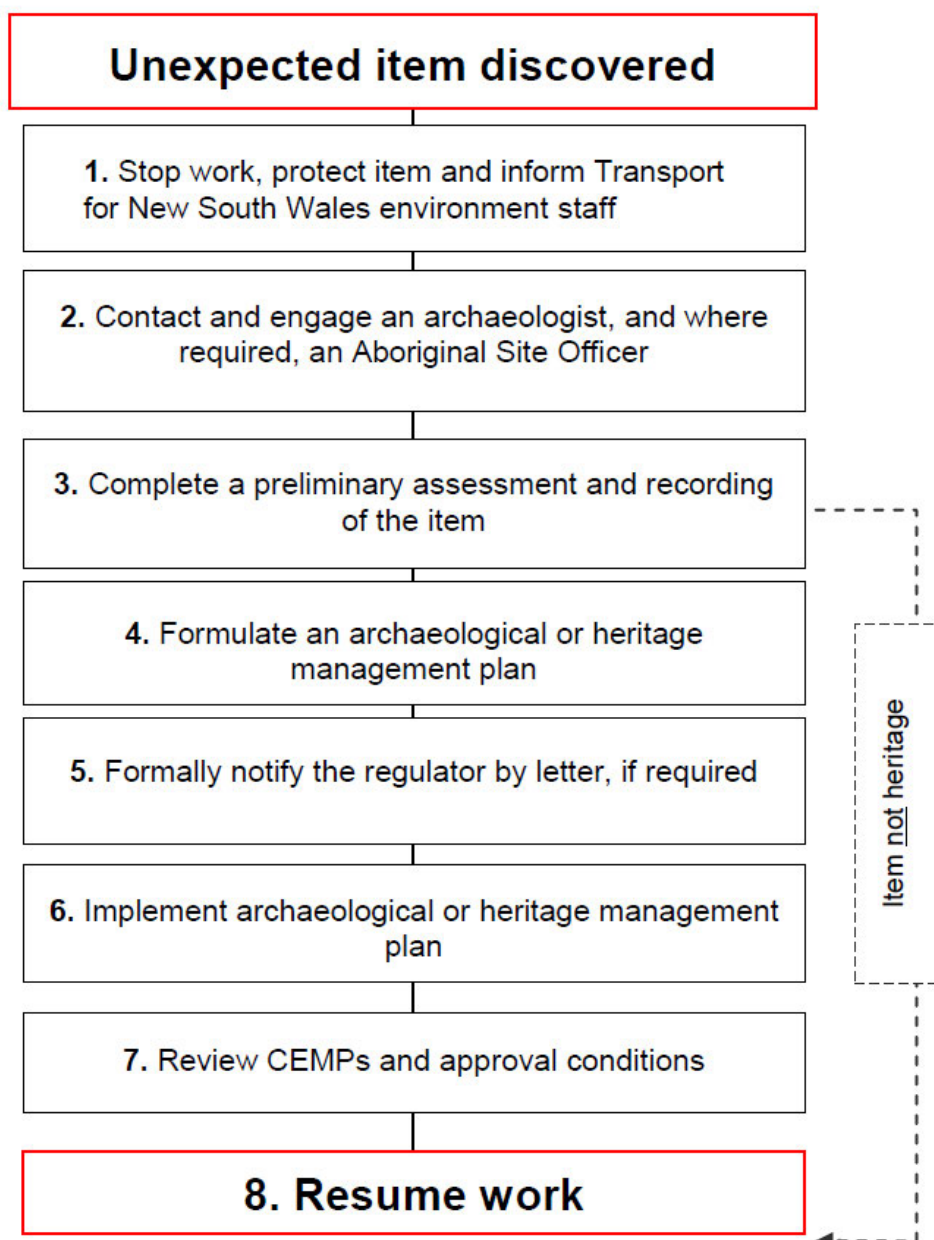 Unexpected item discovered
1. Stop work, protect item and inform Transport
for New South Wales environment staff
2. Contact and engage an archaeologist, and where
required, an Aboriginal Site Officer
3. Complete a preliminary assessment and recording
of the item
4. Formulate an archaeological or heritage
management plan
5. Formally notify the regulator by letter, if required
6. Implement archaeological or heritage management
plan
7. Review CEMPs and approval conditions
8. Resume work
Item not heritage